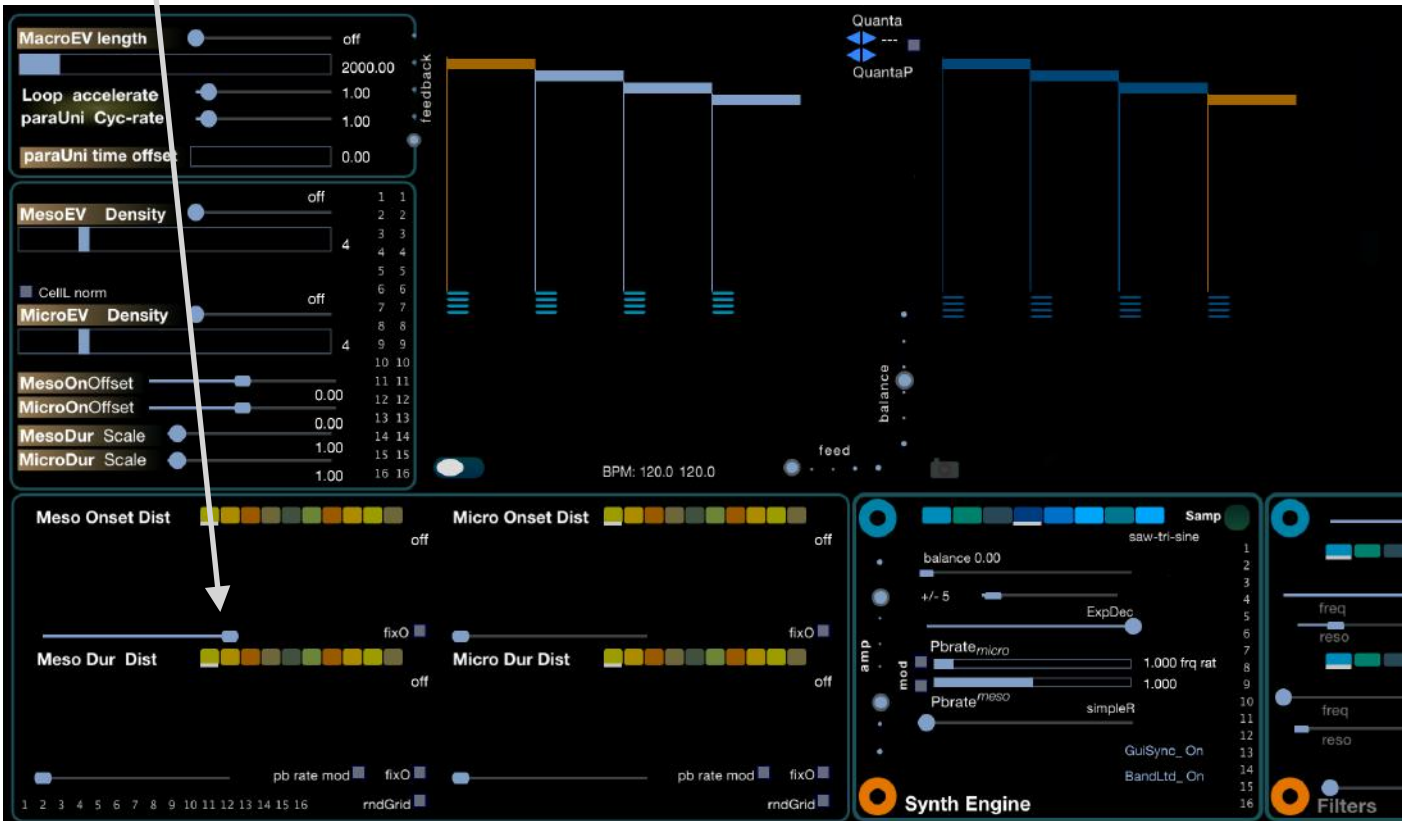 MacroEV length
off
2000.00
Loop accelerate
1.00
paraUni Cyc-rate
1.00
paraUni time offset
0.00
feedback
Quanta
---
QuantaP
off
MesoEV Density
4
CellL norm
off
MicroEV Density
4
MesoOnOffset
0.00
MicroOnOffset
0.00
MesoDur Scale
1.00
MicroDur Scale
1.00
1 1
2 2
3 3
4 4
5 5
6 6
7 7
8 8
9 9
10 10
11 11
12 12
13 13
14 14
15 15
16 16
balance
feed
BPM: 120.0 120.0
Meso Onset Dist
off
fixO
Meso Dur Dist
off
pb rate mod fixO
1 2 3 4 5 6 7 8 9 10 11 12 13 14 15 16
rndGrid
Micro Onset Dist
off
fixO
Micro Dur Dist
off
pb rate mod fixO
rndGrid
Samp
saw-tri-sine
balance 0.00
+/- 5
ExpDec
amp
mod
Pbrate micro
1.000 frq rat
1.000
Pbrate meso
simpleR
GuiSync_ On
BandLtd_ On
Synth Engine
1
2
3
4
5
6
7
8
9
10
11
12
13
14
15
16
freq
reso
freq
reso
Filters